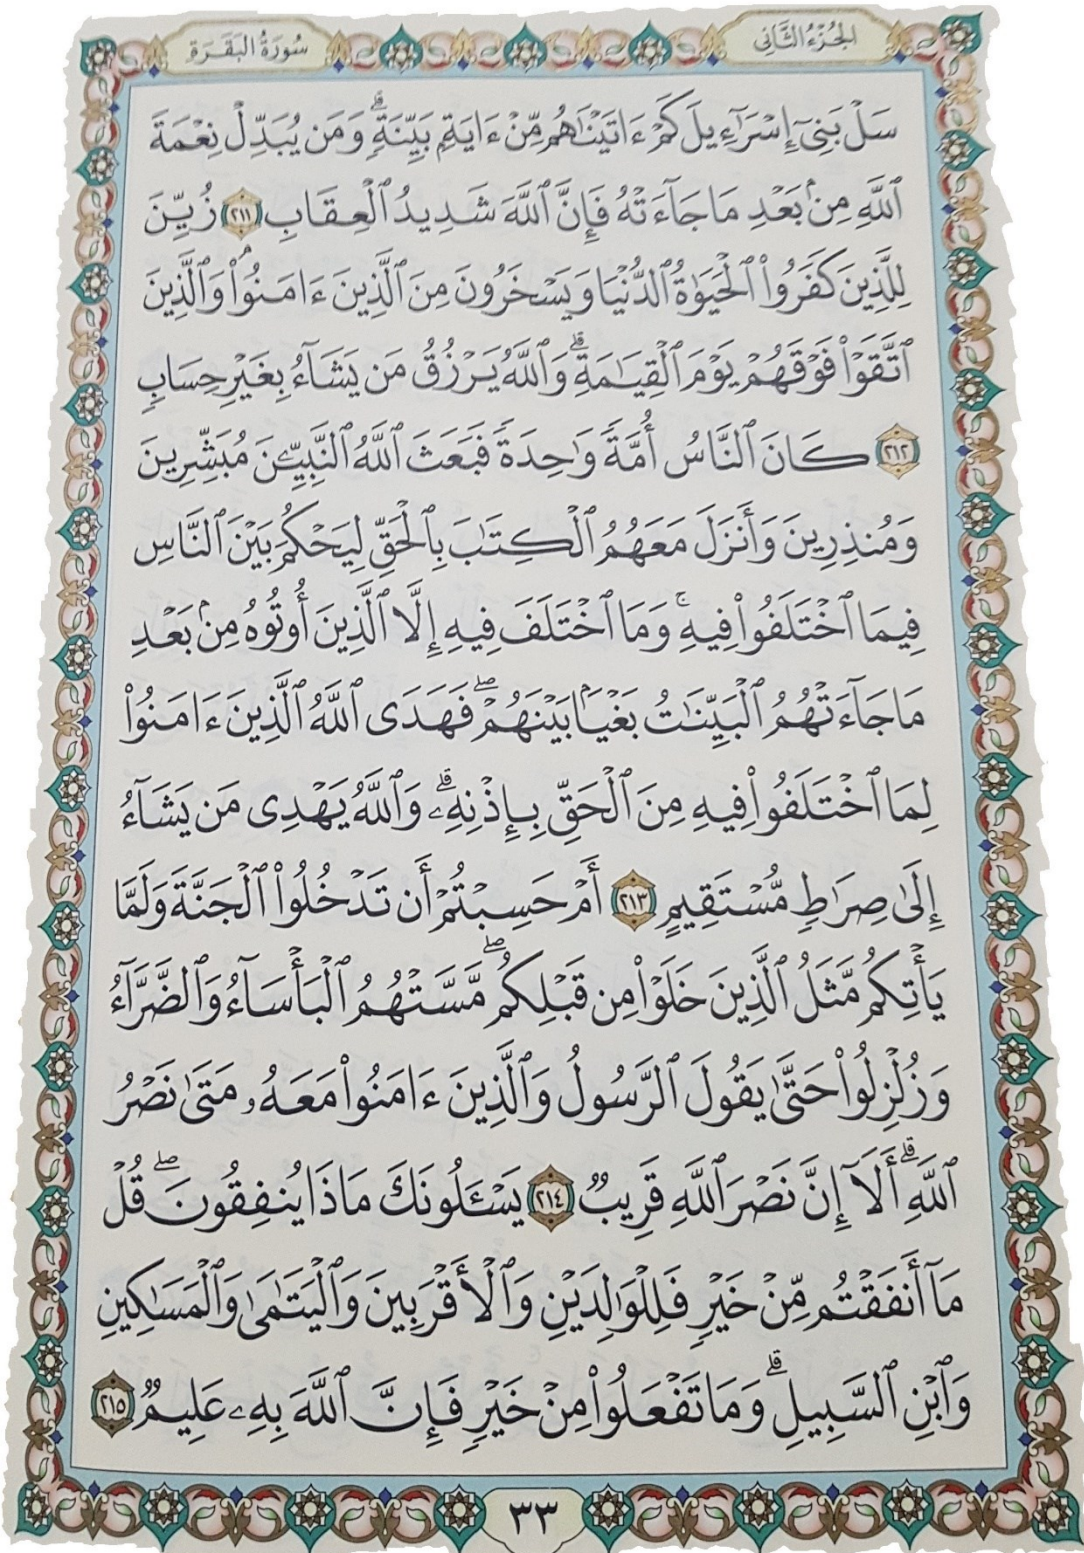 الجُزْءُ الثَّانِي
سُورَةُ البَقَرَةِ
سَلْ بَنِىٓ إِسْرَٰٓءِيلَ كَمْ ءَاتَيْنَٰهُم مِّنْ ءَايَةٍۭ بَيِّنَةٍۗ وَمَن يُبَدِّلْ نِعْمَةَ
ٱللَّهِ مِنۢ بَعْدِ مَا جَآءَتْهُ فَإِنَّ ٱللَّهَ شَدِيدُ ٱلْعِقَابِ ٢١١ زُيِّنَ
لِلَّذِينَ كَفَرُوا۟ ٱلْحَيَوٰةُ ٱلدُّنْيَا وَيَسْخَرُونَ مِنَ ٱلَّذِينَ ءَامَنُوا۟ۘ وَٱلَّذِينَ
ٱتَّقَوْا۟ فَوْقَهُمْ يَوْمَ ٱلْقِيَٰمَةِۗ وَٱللَّهُ يَرْزُقُ مَن يَشَآءُ بِغَيْرِ حِسَابٍ
٢١٢ كَانَ ٱلنَّاسُ أُمَّةً وَٰحِدَةً فَبَعَثَ ٱللَّهُ ٱلنَّبِيِّـۧنَ مُبَشِّرِينَ
وَمُنذِرِينَ وَأَنزَلَ مَعَهُمُ ٱلْكِتَٰبَ بِٱلْحَقِّ لِيَحْكُمَ بَيْنَ ٱلنَّاسِ
فِيمَا ٱخْتَلَفُوا۟ فِيهِۚ وَمَا ٱخْتَلَفَ فِيهِ إِلَّا ٱلَّذِينَ أُوتُوهُ مِنۢ بَعْدِ
مَا جَآءَتْهُمُ ٱلْبَيِّنَٰتُ بَغْيًۢا بَيْنَهُمْۖ فَهَدَى ٱللَّهُ ٱلَّذِينَ ءَامَنُوا۟
لِمَا ٱخْتَلَفُوا۟ فِيهِ مِنَ ٱلْحَقِّ بِإِذْنِهِۦۗ وَٱللَّهُ يَهْدِى مَن يَشَآءُ
إِلَىٰ صِرَٰطٍ مُّسْتَقِيمٍ ٢١٣ أَمْ حَسِبْتُمْ أَن تَدْخُلُوا۟ ٱلْجَنَّةَ وَلَمَّا
يَأْتِكُم مَّثَلُ ٱلَّذِينَ خَلَوْا۟ مِن قَبْلِكُمۖ مَّسَّتْهُمُ ٱلْبَأْسَآءُ وَٱلضَّرَّآءُ
وَزُلْزِلُوا۟ حَتَّىٰ يَقُولَ ٱلرَّسُولُ وَٱلَّذِينَ ءَامَنُوا۟ مَعَهُۥ مَتَىٰ نَصْرُ
ٱللَّهِۗ أَلَآ إِنَّ نَصْرَ ٱللَّهِ قَرِيبٌ ٢١٤ يَسْـَٔلُونَكَ مَاذَا يُنفِقُونَۖ قُلْ
مَآ أَنفَقْتُم مِّنْ خَيْرٍ فَلِلْوَٰلِدَيْنِ وَٱلْأَقْرَبِينَ وَٱلْيَتَٰمَىٰ وَٱلْمَسَٰكِينِ
وَٱبْنِ ٱلسَّبِيلِۗ وَمَا تَفْعَلُوا۟ مِنْ خَيْرٍ فَإِنَّ ٱللَّهَ بِهِۦ عَلِيمٌ ٢١٥
٣٣